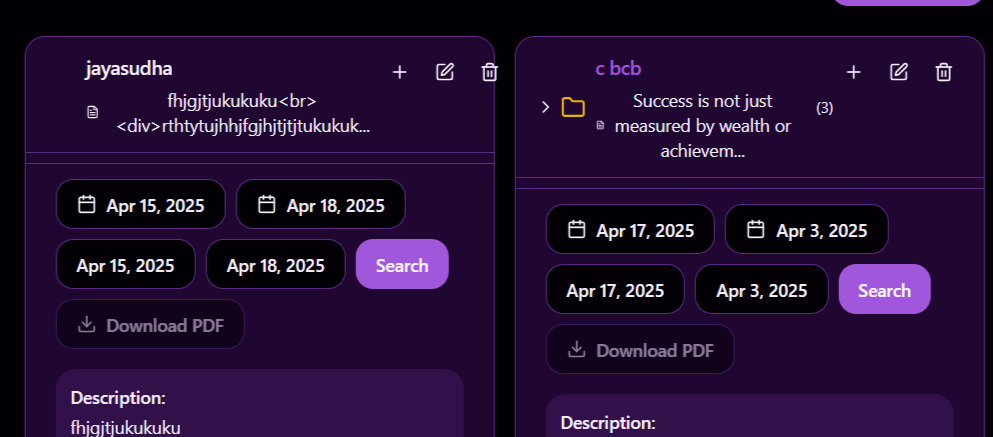 jayasudha
fhjgjtjukukuku<br>
<div>rthtytujhhjfgjhjtjtjtukukuk...
Apr 15, 2025
Apr 18, 2025
Apr 15, 2025
Apr 18, 2025
Search
Download PDF
Description:
fhjgjtjukukuku
c bcb
Success is not just
measured by wealth or
achievem...
(3)
Apr 17, 2025
Apr 3, 2025
Apr 17, 2025
Apr 3, 2025
Search
Download PDF
Description: